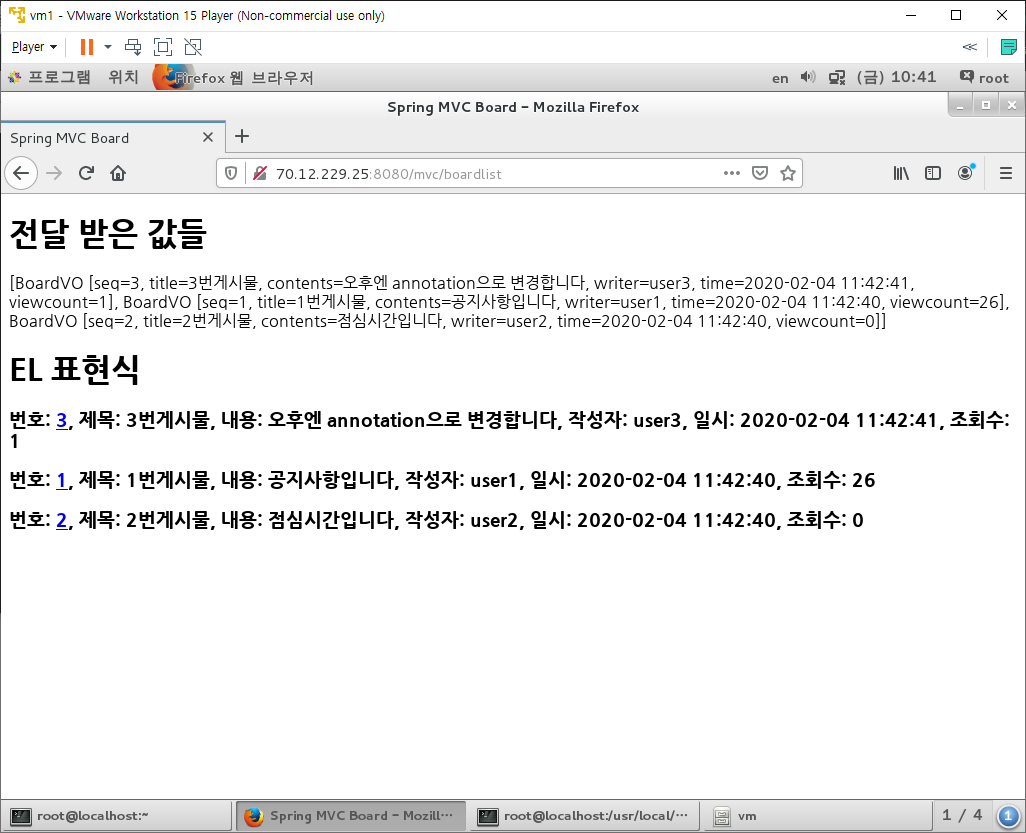 vm1 - VMware Workstation 15 Player (Non-commercial use only)
Player
프로그램 위치 Firefox 웹 브라우저 en (금) 10:41 root
Spring MVC Board - Mozilla Firefox
Spring MVC Board
70.12.229.25:8080/mvc/boardlist
전달 받은 값들
[BoardVO [seq=3, title=3번게시물, contents=오후엔 annotation으로 변경합니다, writer=user3, time=2020-02-04 11:42:41,
viewcount=1], BoardVO [seq=1, title=1번게시물, contents=공지사항입니다, writer=user1, time=2020-02-04 11:42:40, viewcount=26],
BoardVO [seq=2, title=2번게시물, contents=점심시간입니다, writer=user2, time=2020-02-04 11:42:40, viewcount=0]]
EL 표현식
번호: 3, 제목: 3번게시물, 내용: 오후엔 annotation으로 변경합니다, 작성자: user3, 일시: 2020-02-04 11:42:41, 조회수:
1
번호: 1, 제목: 1번게시물, 내용: 공지사항입니다, 작성자: user1, 일시: 2020-02-04 11:42:40, 조회수: 26
번호: 2, 제목: 2번게시물, 내용: 점심시간입니다, 작성자: user2, 일시: 2020-02-04 11:42:40, 조회수: 0
root@localhost:~ Spring MVC Board - Mozill… root@localhost:/usr/local/… vm 1 / 4 1